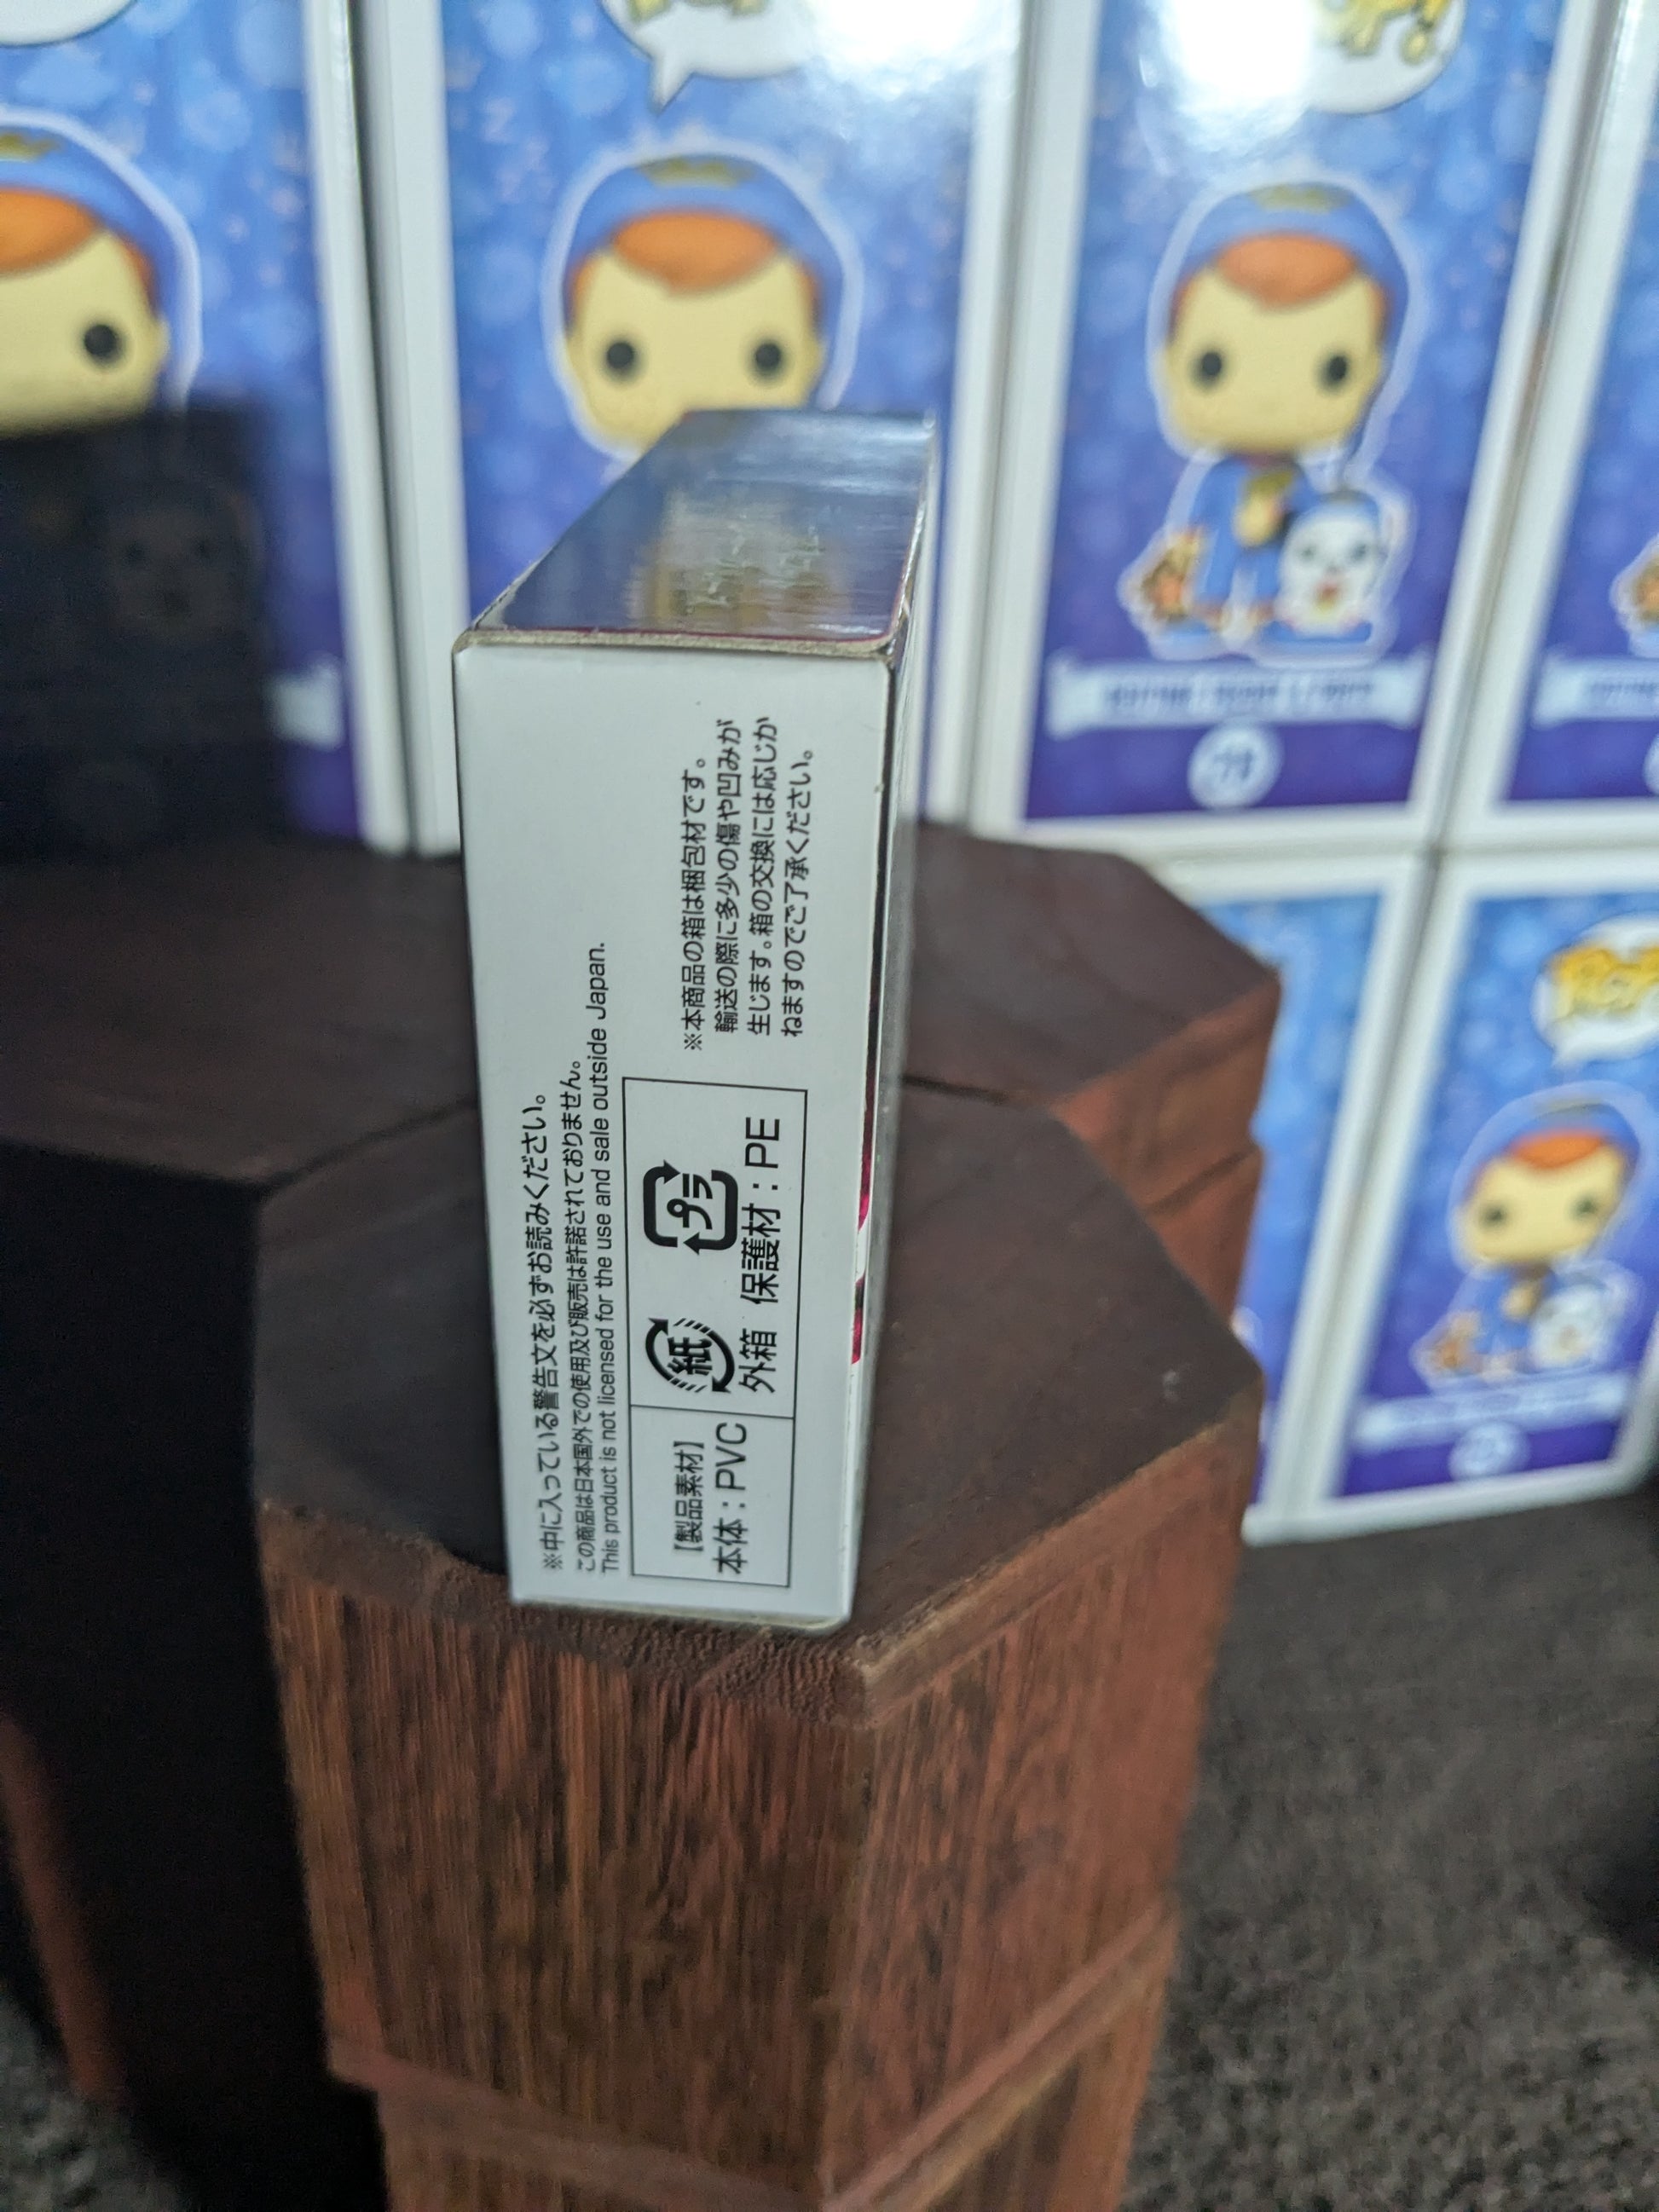 ※中に入っている警告文を必ずお読みください。
この商品は日本国外での使用及び販売は許諾されておりません。
This product is not licensed for the use and sale outside Japan.
【製品素材】
本体：PVC
紙
外箱
プラ
保護材：PE
※本商品の箱は梱包材です。
輸送の際に多少の傷や凹みが
生じます。箱の交換には応じか
ねますのでご了承ください。
POP